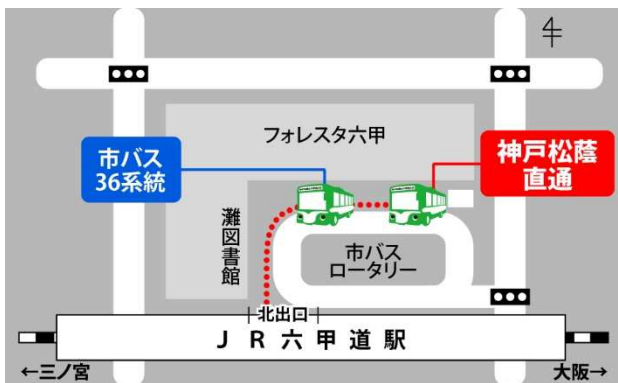 フォレスタ六甲
市バス
36系統
神戸松蔭
直通
灘図書館
市バス
ロータリー
北出口
JR六甲道駅
←三ノ宮
大阪→